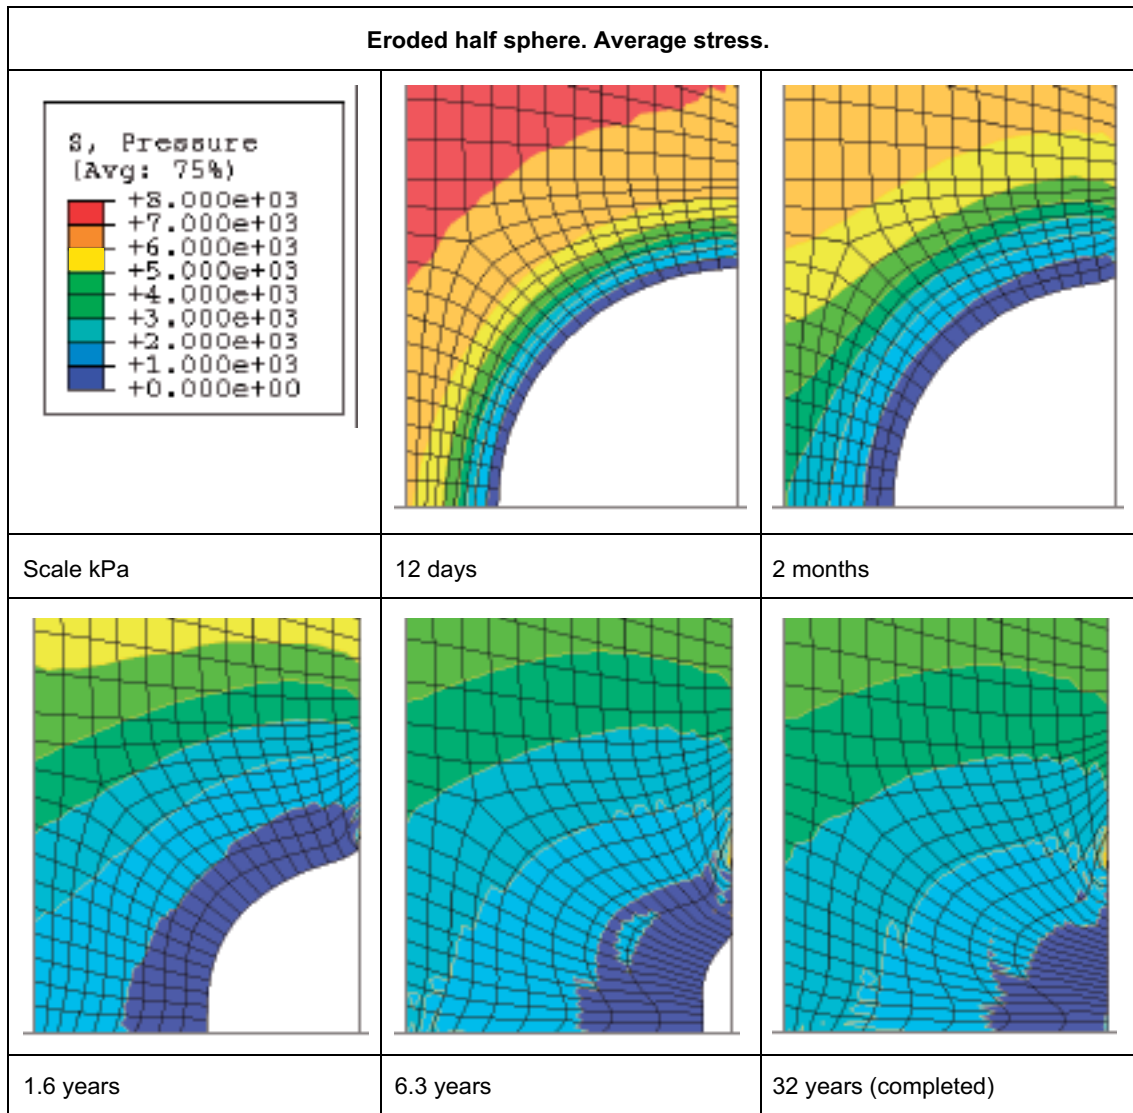 Eroded half sphere. Average stress.
S, Pressure
(Avg: 75%)
+8.000e+03
+7.000e+03
+6.000e+03
+5.000e+03
+4.000e+03
+3.000e+03
+2.000e+03
+1.000e+03
+0.000e+00
Scale kPa
12 days
2 months
1.6 years
6.3 years
32 years (completed)